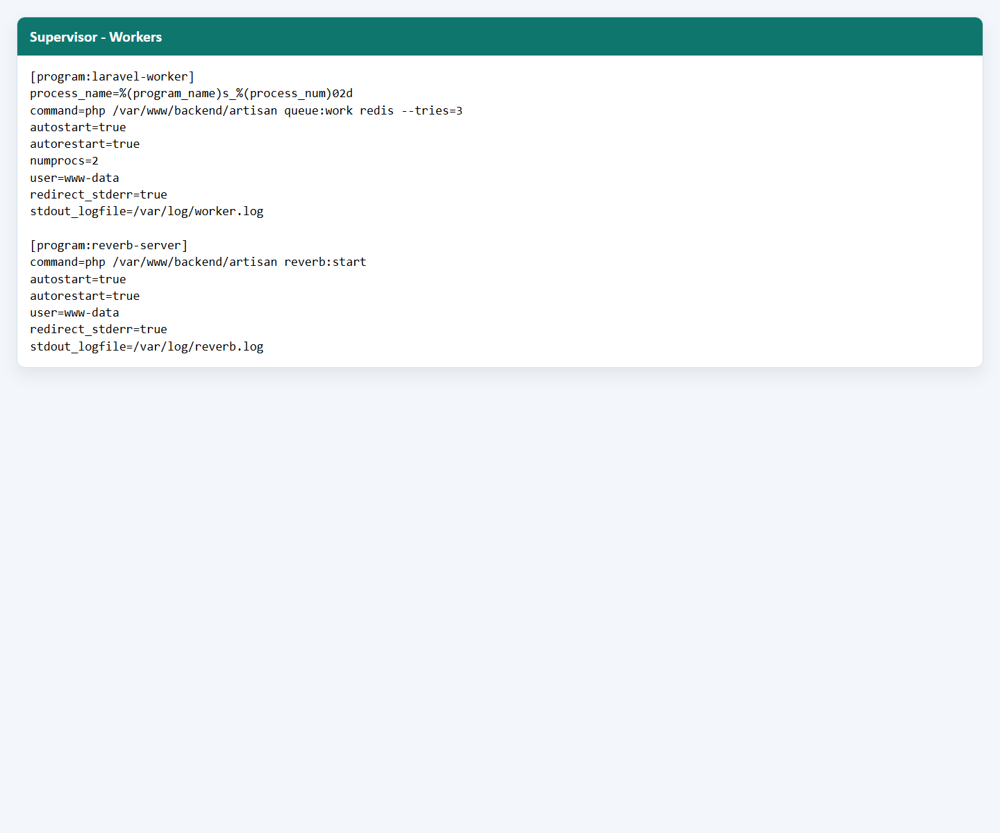 Supervisor - Workers
[program:laravel-worker]
process_name=%(program_name)s_%(process_num)02d
command=php /var/www/backend/artisan queue:work redis --tries=3
autostart=true
autorestart=true
numprocs=2
user=www-data
redirect_stderr=true
stdout_logfile=/var/log/worker.log

[program:reverb-server]
command=php /var/www/backend/artisan reverb:start
autostart=true
autorestart=true
user=www-data
redirect_stderr=true
stdout_logfile=/var/log/reverb.log